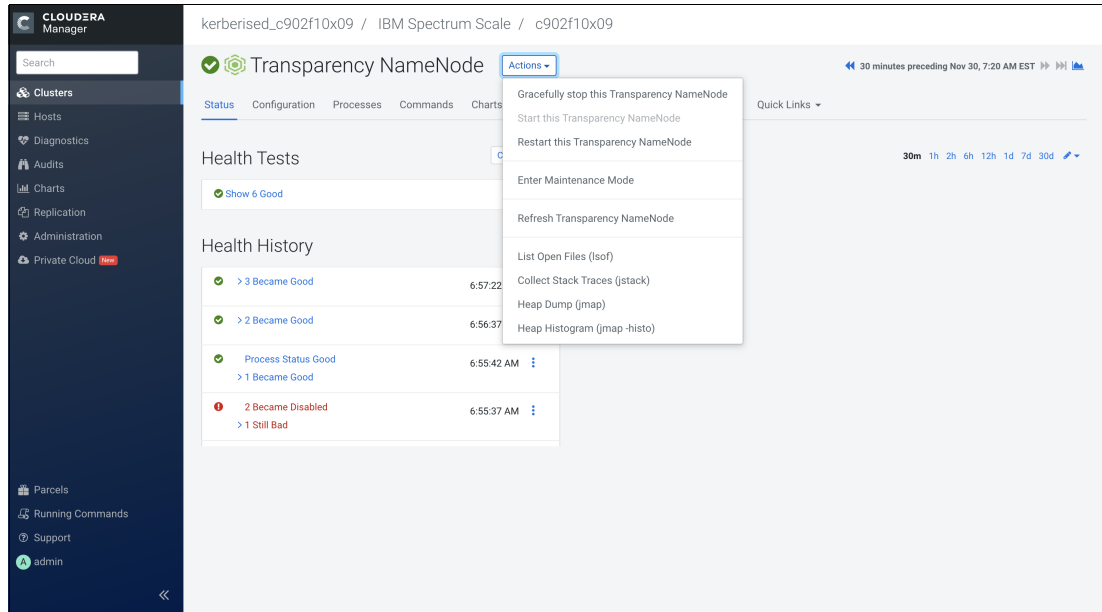 CLOUDERA
Manager
Search
Clusters
Hosts
Diagnostics
Audits
Charts
Replication
Administration
Private Cloud New
Parcels
Running Commands
Support
A admin
kerberised_c902f10x09 / IBM Spectrum Scale / c902f10x09
Transparency NameNode Actions
30 minutes preceding Nov 30, 7:20 AM EST
Status Configuration Processes Commands Charts Quick Links
Gracefully stop this Transparency NameNode
Start this Transparency NameNode
Restart this Transparency NameNode
Enter Maintenance Mode
Refresh Transparency NameNode
List Open Files (lsof)
Collect Stack Traces (jstack)
Heap Dump (jmap)
Heap Histogram (jmap -histo)
Health Tests
30m 1h 2h 6h 12h 1d 7d 30d
Show 6 Good
Health History
> 3 Became Good 6:57:22
> 2 Became Good 6:56:37
Process Status Good 6:55:42 AM
> 1 Became Good
2 Became Disabled 6:55:37 AM
> 1 Still Bad